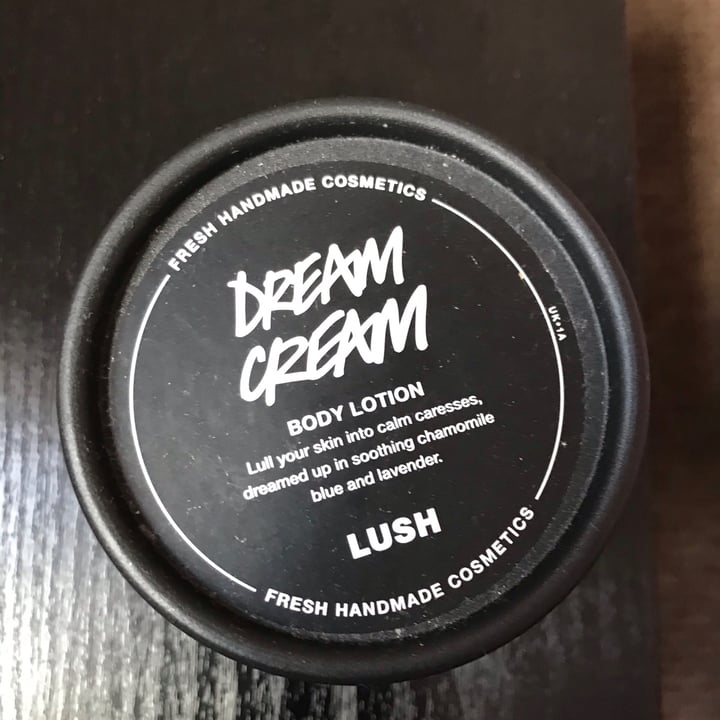 FRESH HANDMADE COSMETICS
UK+1A
DREAM
CREAM
BODY LOTION
Lull your skin into calm caresses,
dreamed up in soothing chamomile
blue and lavender.
LUSH
FRESH HANDMADE COSMETICS